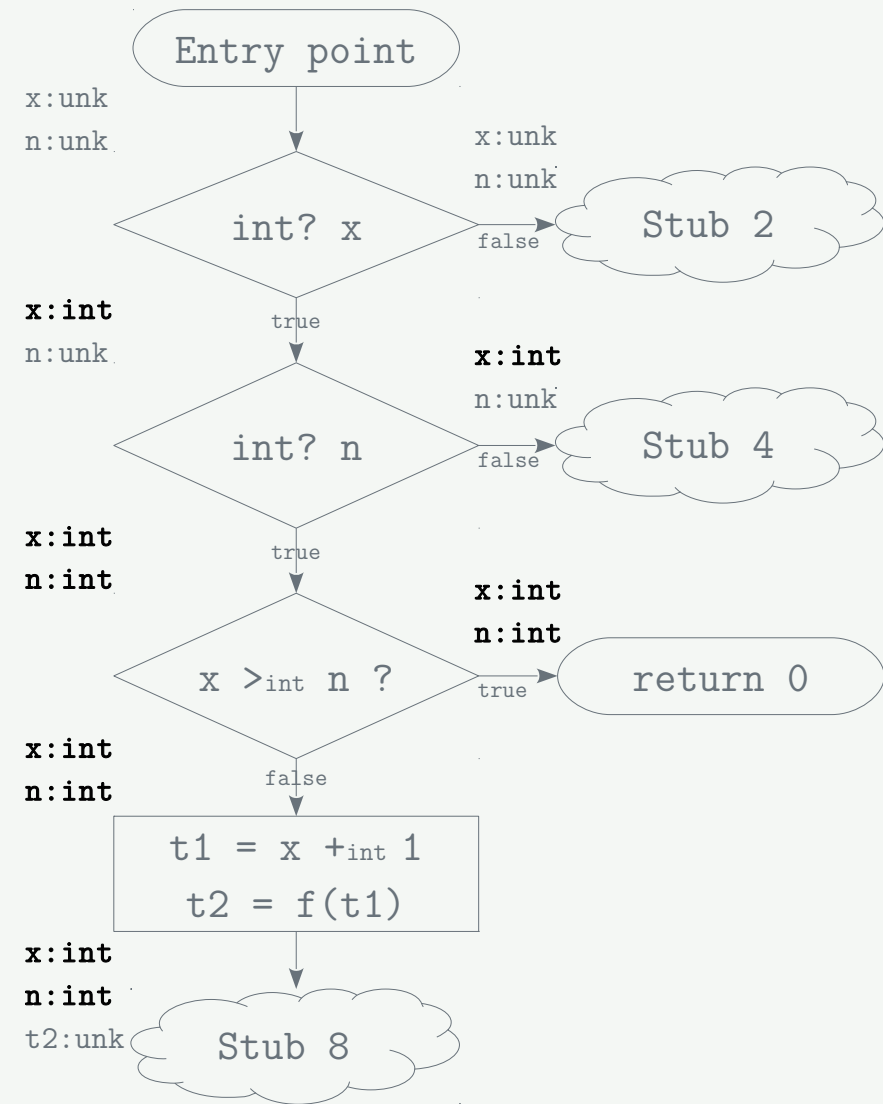 Entry point
x:unk
n:unk
x:unk
n:unk
int? x
false
Stub 2
x:int
n:unk
true
x:int
n:unk
int? n
false
Stub 4
x:int
n:int
true
x:int
n:int
x >int n ?
true
return 0
x:int
n:int
false
t1 = x +int 1
t2 = f(t1)
x:int
n:int
t2:unk
Stub 8